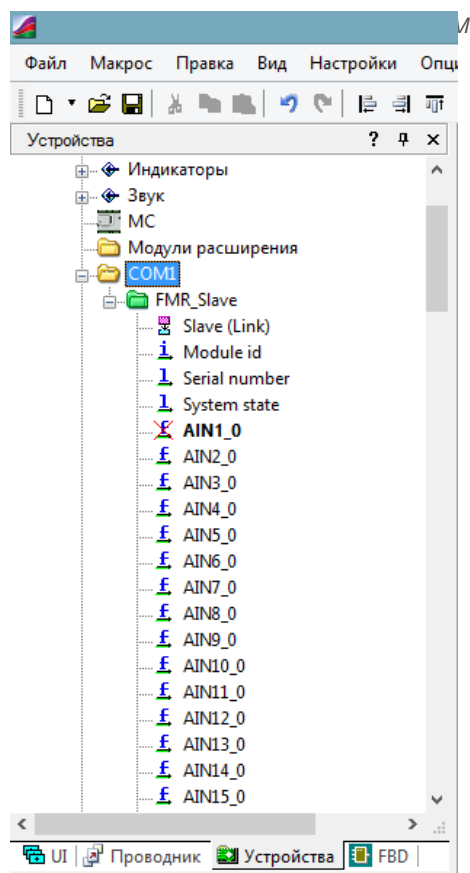 М
Файл Макрос Правка Вид Настройки Опци
Устройства ?
Индикаторы
Звук
MC
Модули расширения
COM1
FMR_Slave
Slave (Link)
i Module id
l Serial number
l System state
f AIN1_0
f AIN2_0
f AIN3_0
f AIN4_0
f AIN5_0
f AIN6_0
f AIN7_0
f AIN8_0
f AIN9_0
f AIN10_0
f AIN11_0
f AIN12_0
f AIN13_0
f AIN14_0
f AIN15_0
UI Проводник Устройства FBD